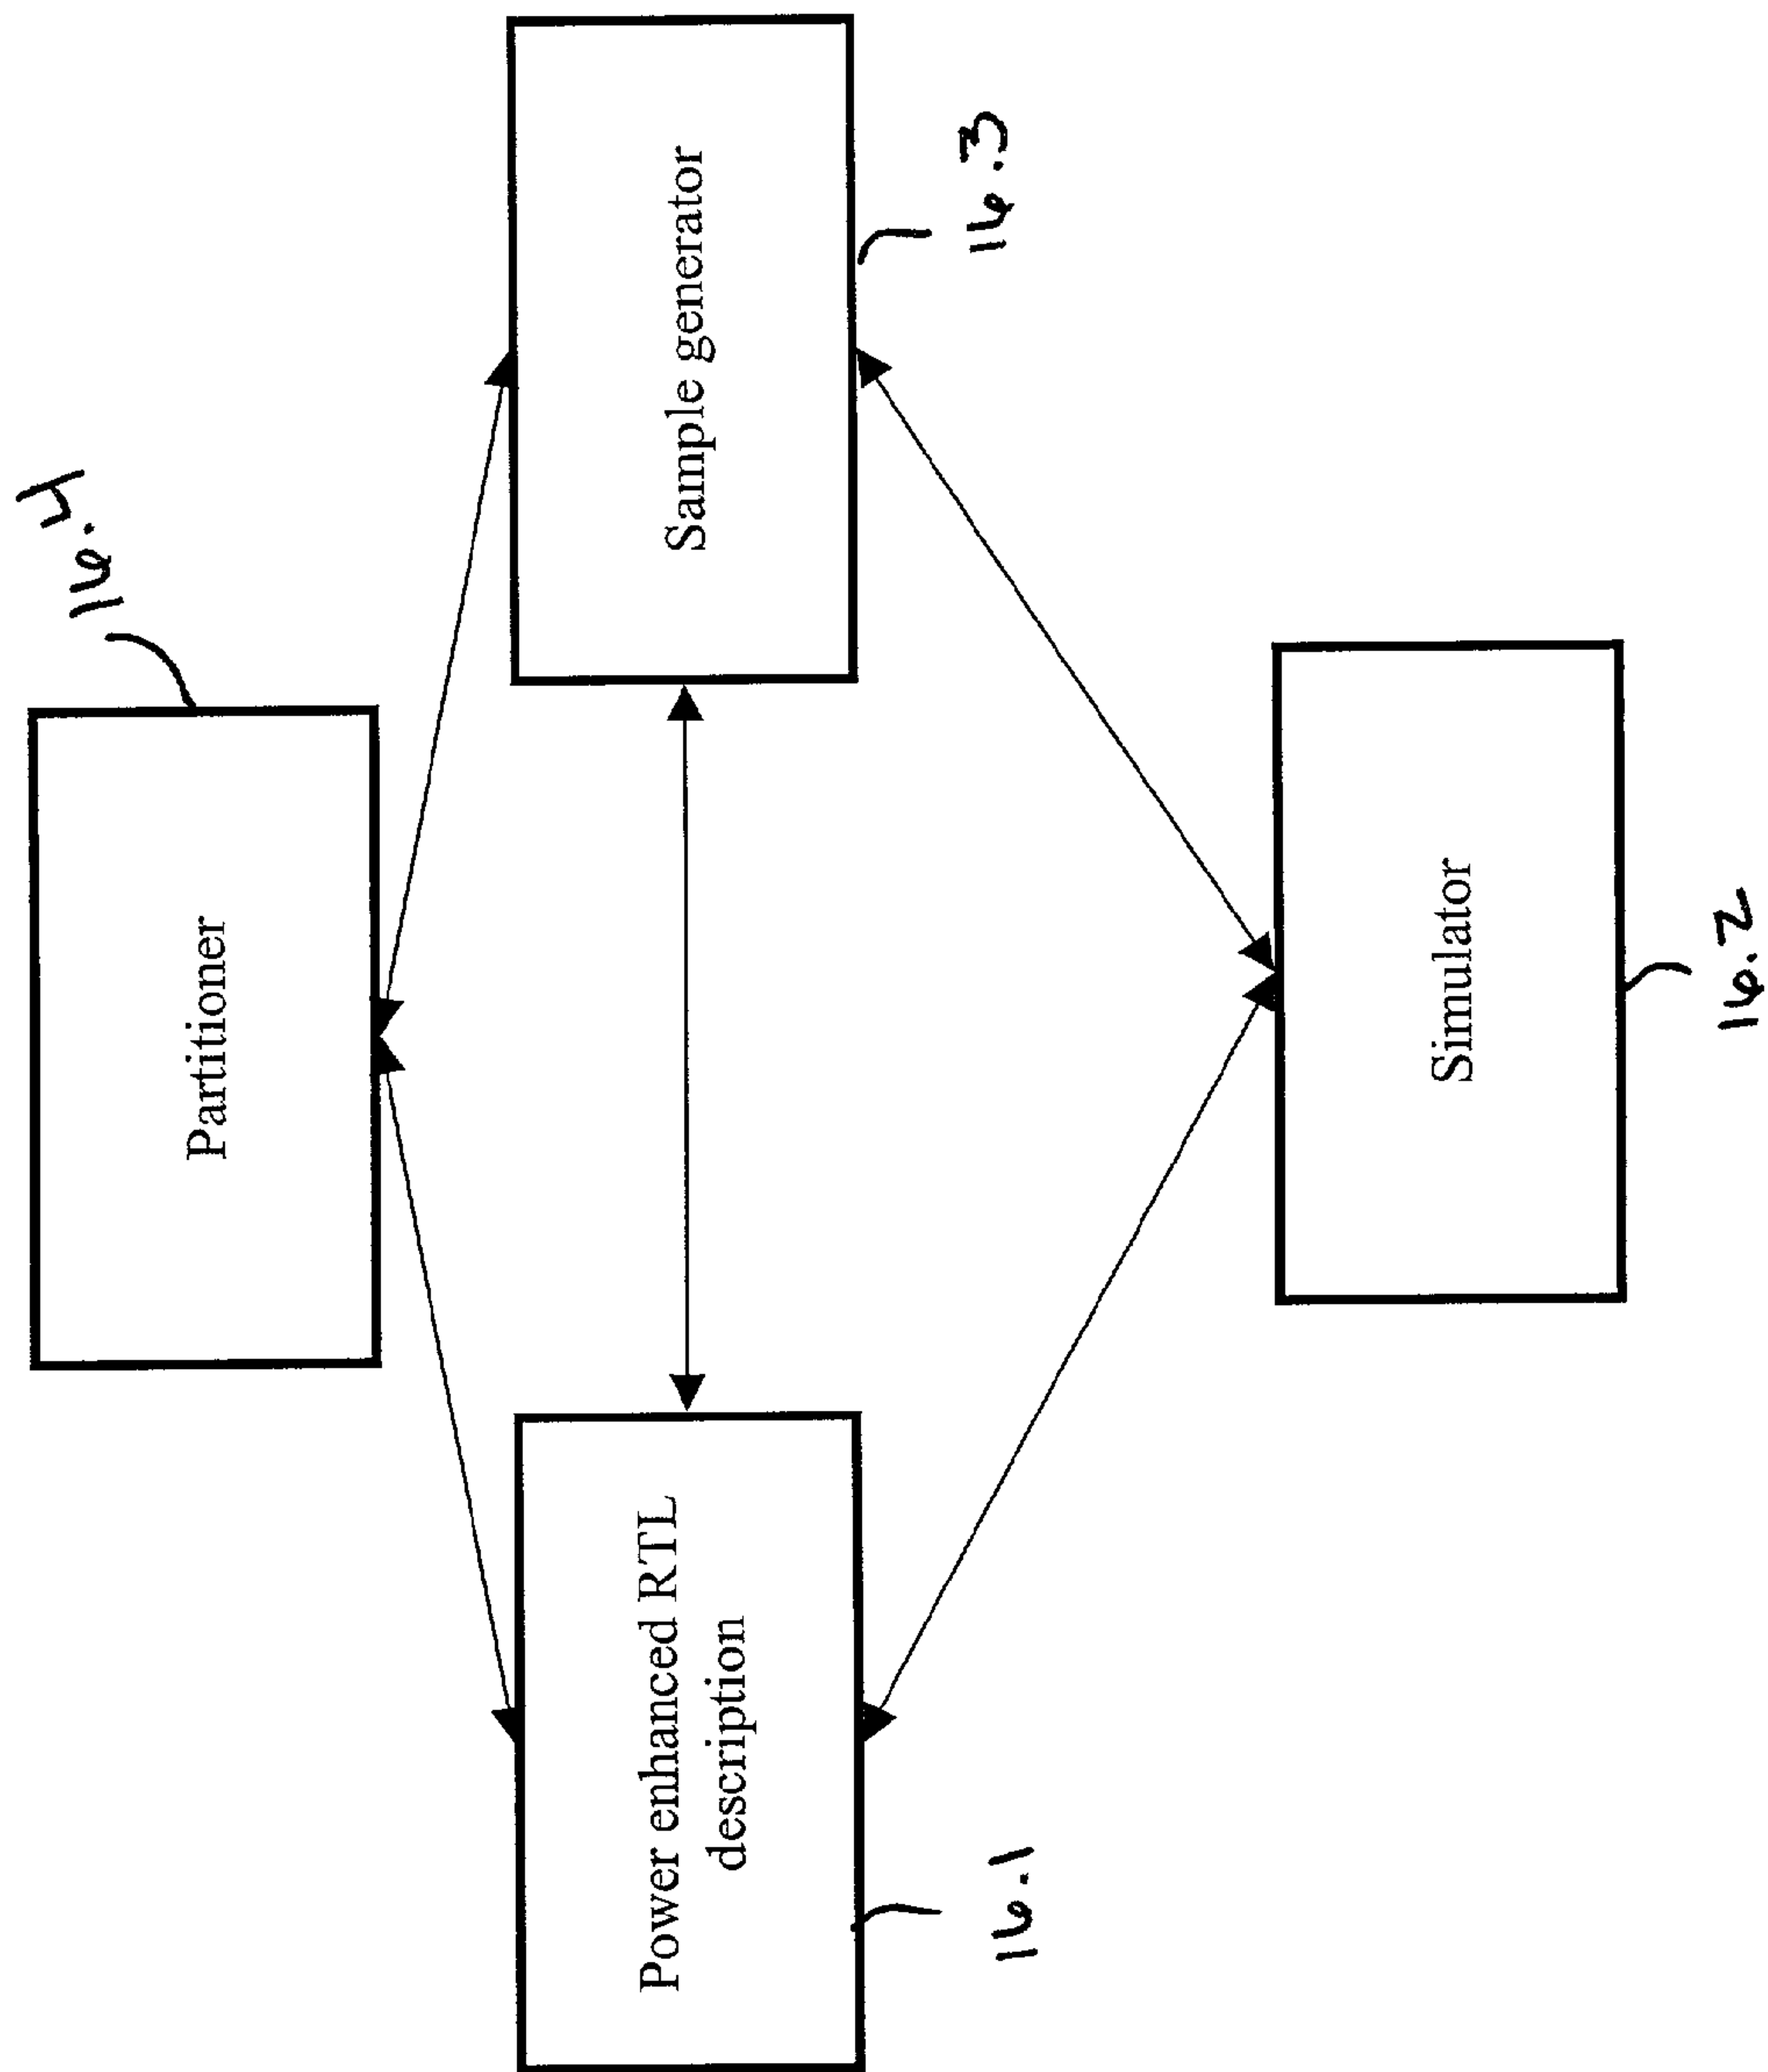 16.4
Partitioner
Power enhanced RTL
description
16.1
Sample generator
16.3
Simulator
16.2